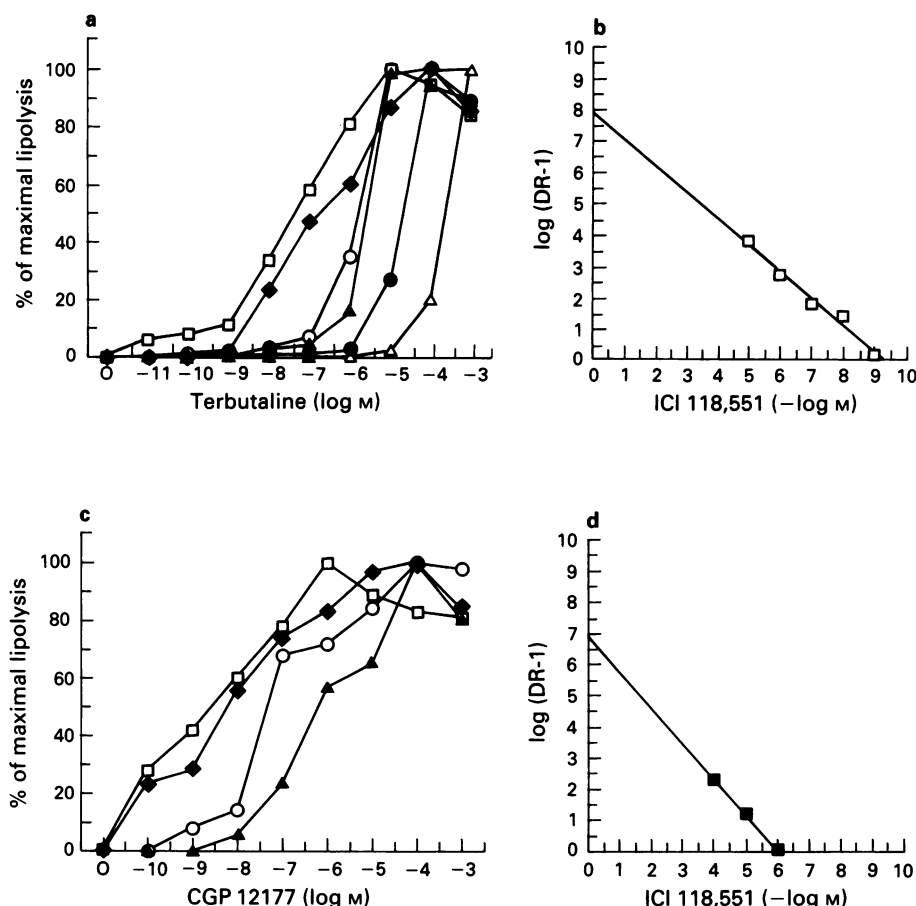 a
% of maximal lipolysis
100
80
60
40
20
0
O −11 −10 −9 −8 −7 −6 −5 −4 −3
Terbutaline (log M)
b
log (DR-1)
10
9
8
7
6
5
4
3
2
1
0
0 1 2 3 4 5 6 7 8 9 10
ICI 118,551 (−log M)
c
% of maximal lipolysis
100
80
60
40
20
0
O −10 −9 −8 −7 −6 −5 −4 −3
CGP 12177 (log M)
d
log (DR-1)
10
9
8
7
6
5
4
3
2
1
0
0 1 2 3 4 5 6 7 8 9 10
ICI 118,551 (−log M)